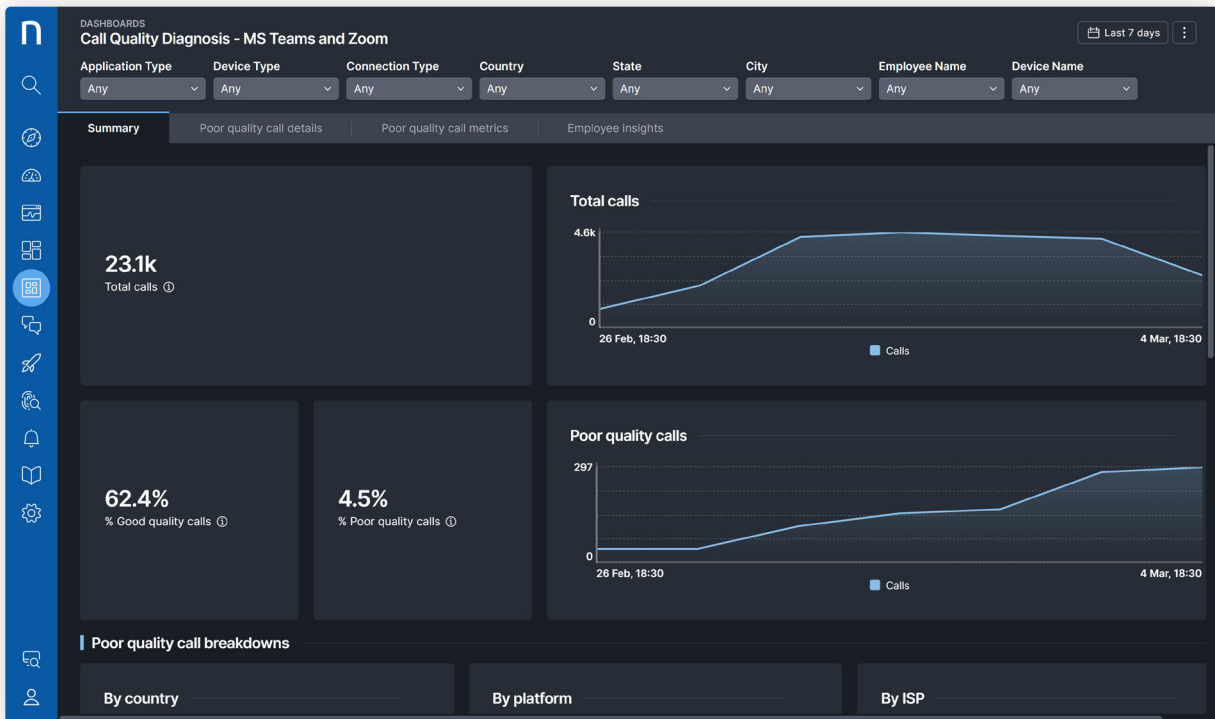 n
DASHBOARDS
Call Quality Diagnosis - MS Teams and Zoom
Last 7 days
Application Type
Device Type
Connection Type
Country
State
City
Employee Name
Device Name
Any
Any
Any
Any
Any
Any
Any
Any
Summary
Poor quality call details
Poor quality call metrics
Employee insights
23.1k
Total calls
Total calls
4.6k
0
26 Feb, 18:30
4 Mar, 18:30
Calls
62.4%
% Good quality calls
4.5%
% Poor quality calls
Poor quality calls
297
0
26 Feb, 18:30
4 Mar, 18:30
Calls
Poor quality call breakdowns
By country
By platform
By ISP